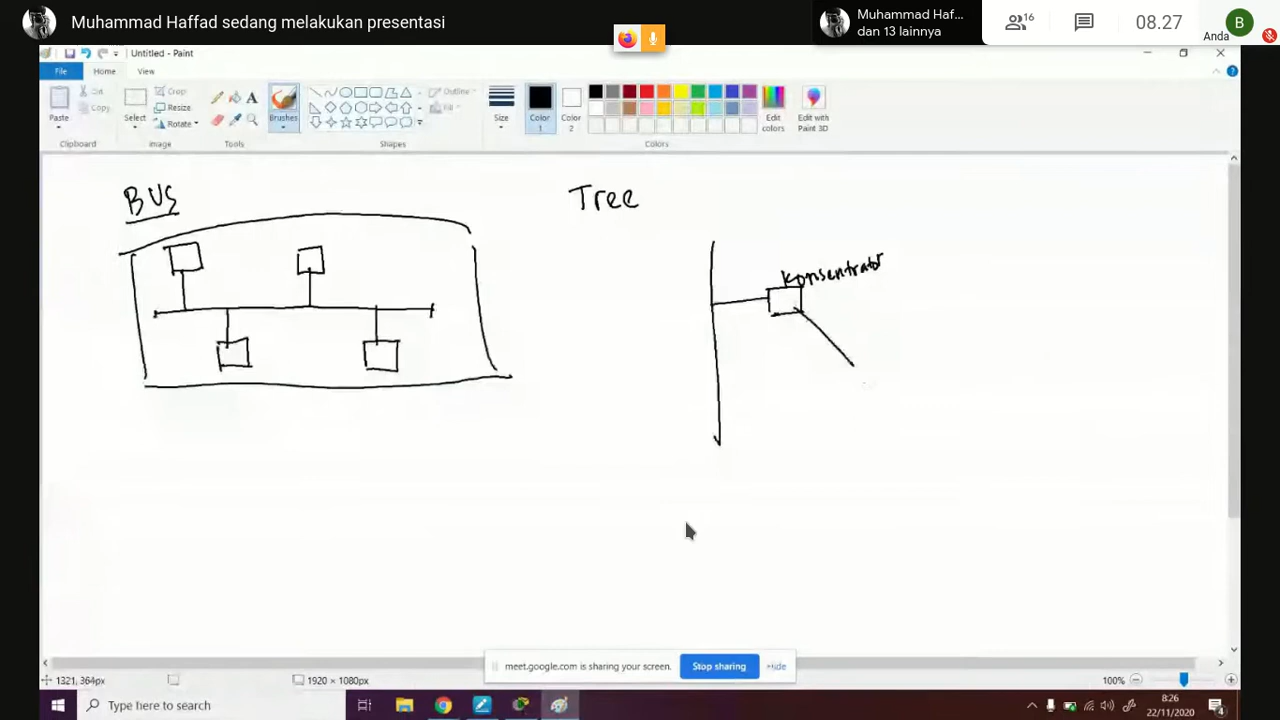 Muhammad Haffad sedang melakukan presentasi
Muhammad Haf...
dan 13 lainnya
16
08.27
B
Anda
Untitled - Paint
File
Home
View
Paste
Cut
Copy
Clipboard
Select
Crop
Resize
Rotate
Image
A
Tools
Brushes
Outline
Fill
Shapes
Size
Color
1
Color
2
Edit
colors
Edit with
Paint 3D
Colors
BUS
Tree
Konsentrator
meet.google.com is sharing your screen.
Stop sharing
Hide
1321, 364px
1920 × 1080px
100%
Type here to search
8:26
22/11/2020
4